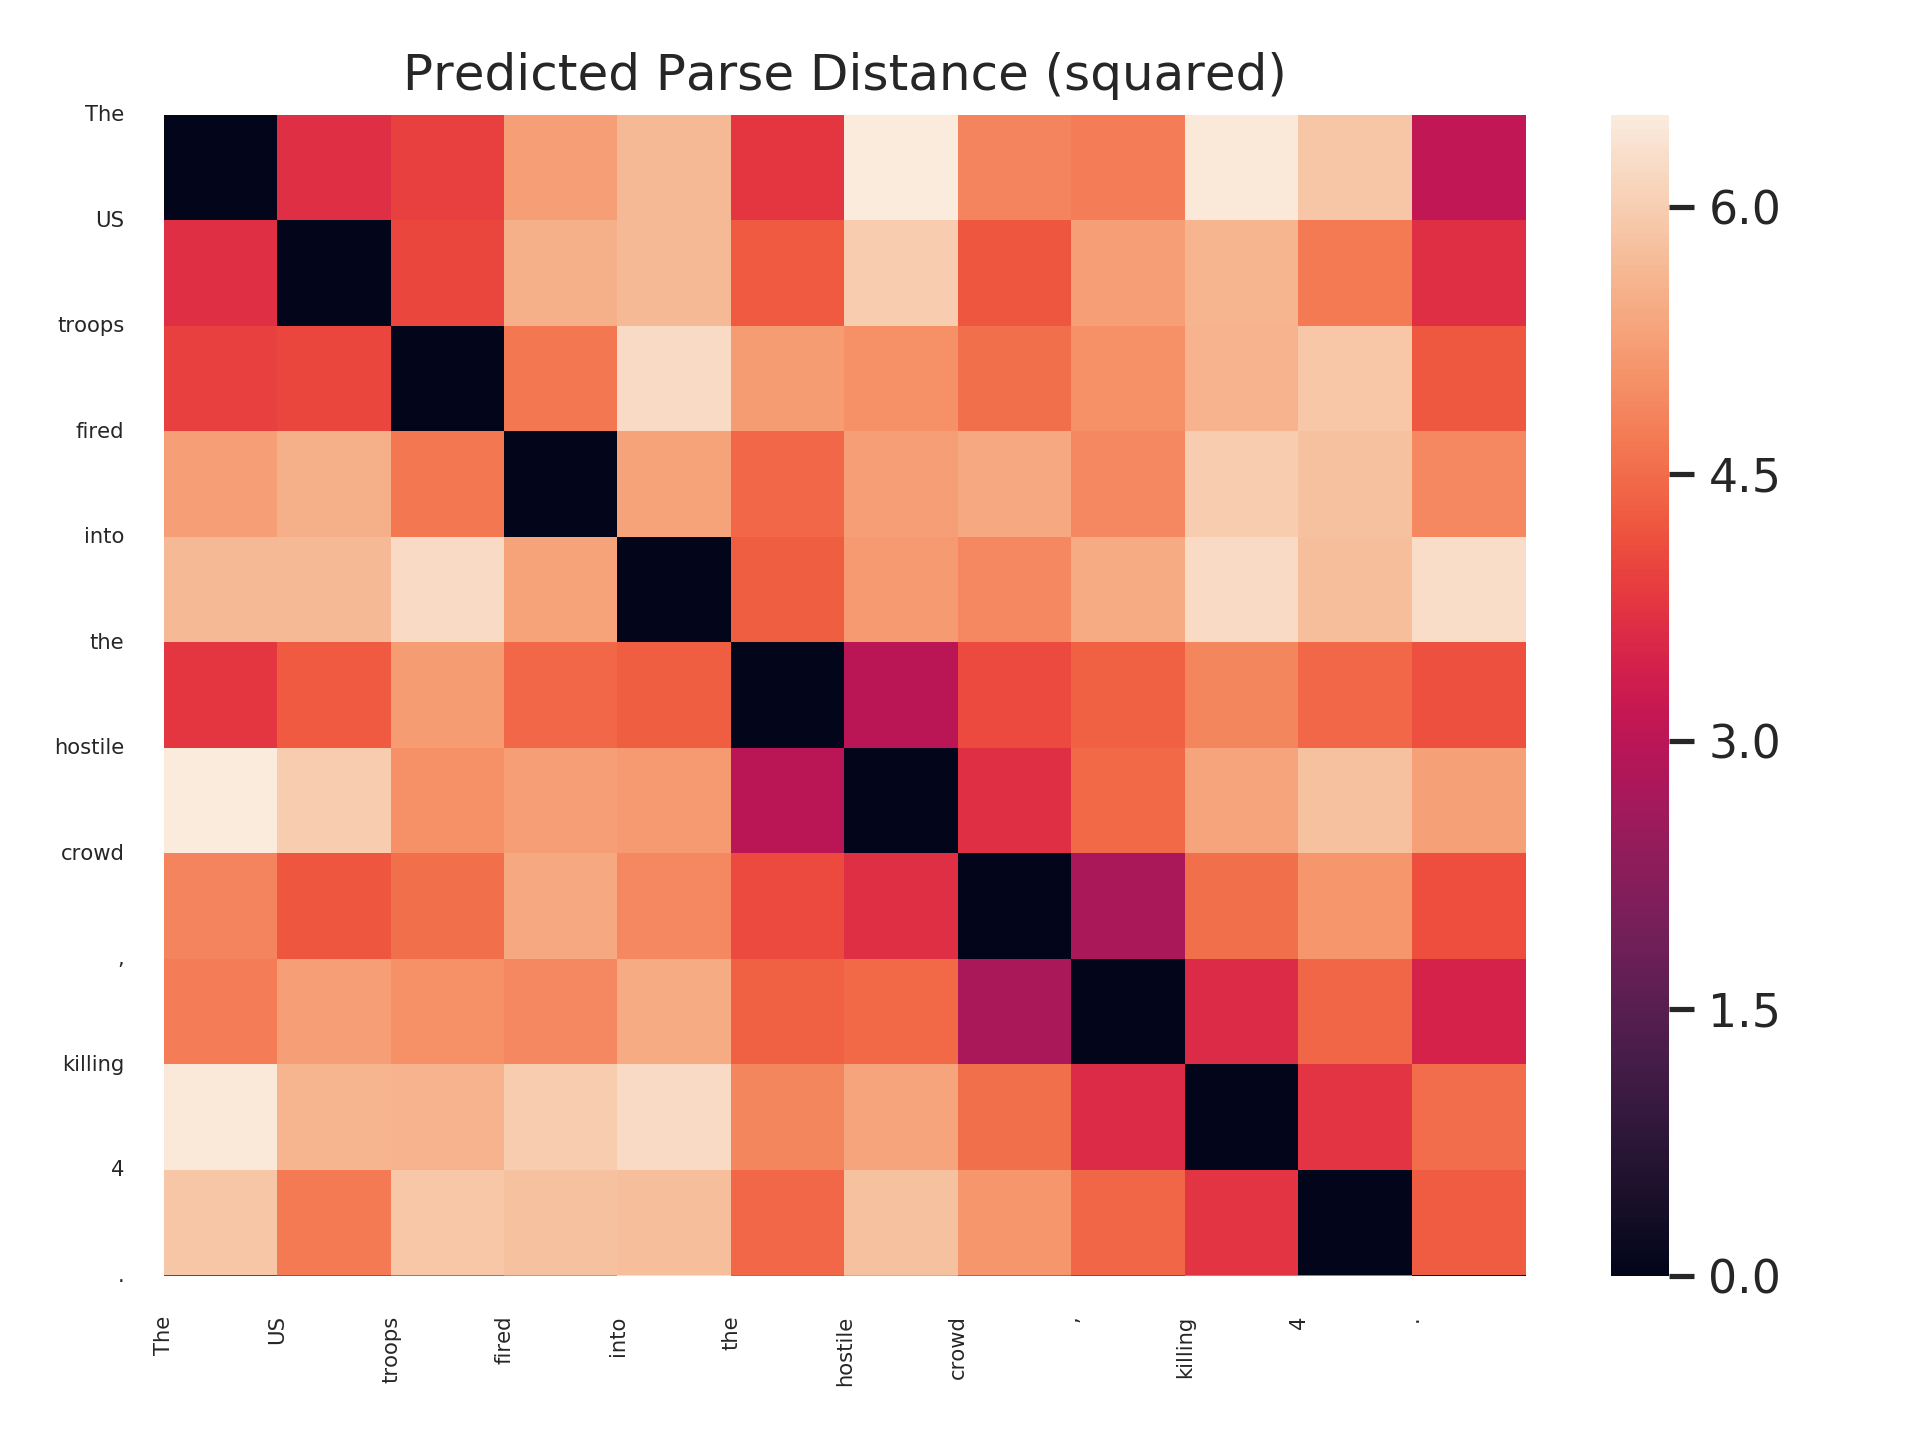 Predicted Parse Distance (squared)
The
US
troops
fired
into
the
hostile
crowd
,
killing
4
.
The
US
troops
fired
into
the
hostile
crowd
,
killing
4
.
6.0
4.5
3.0
1.5
0.0